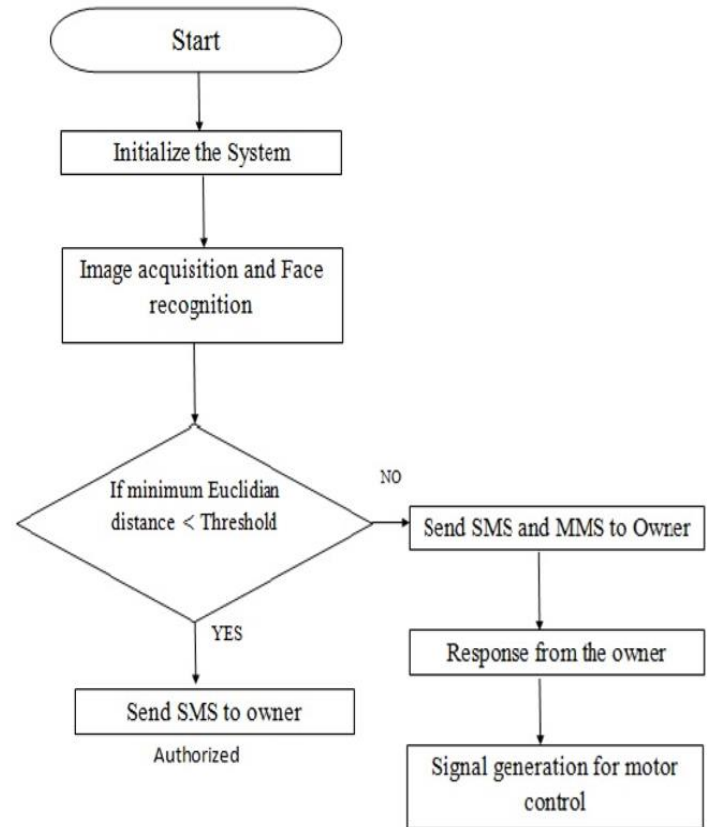 Start
Initialize the System
Image acquisition and Face
recognition
If minimum Euclidian
distance < Threshold
NO
Send SMS and MMS to Owner
YES
Response from the owner
Send SMS to owner
Authorized
Signal generation for motor
control